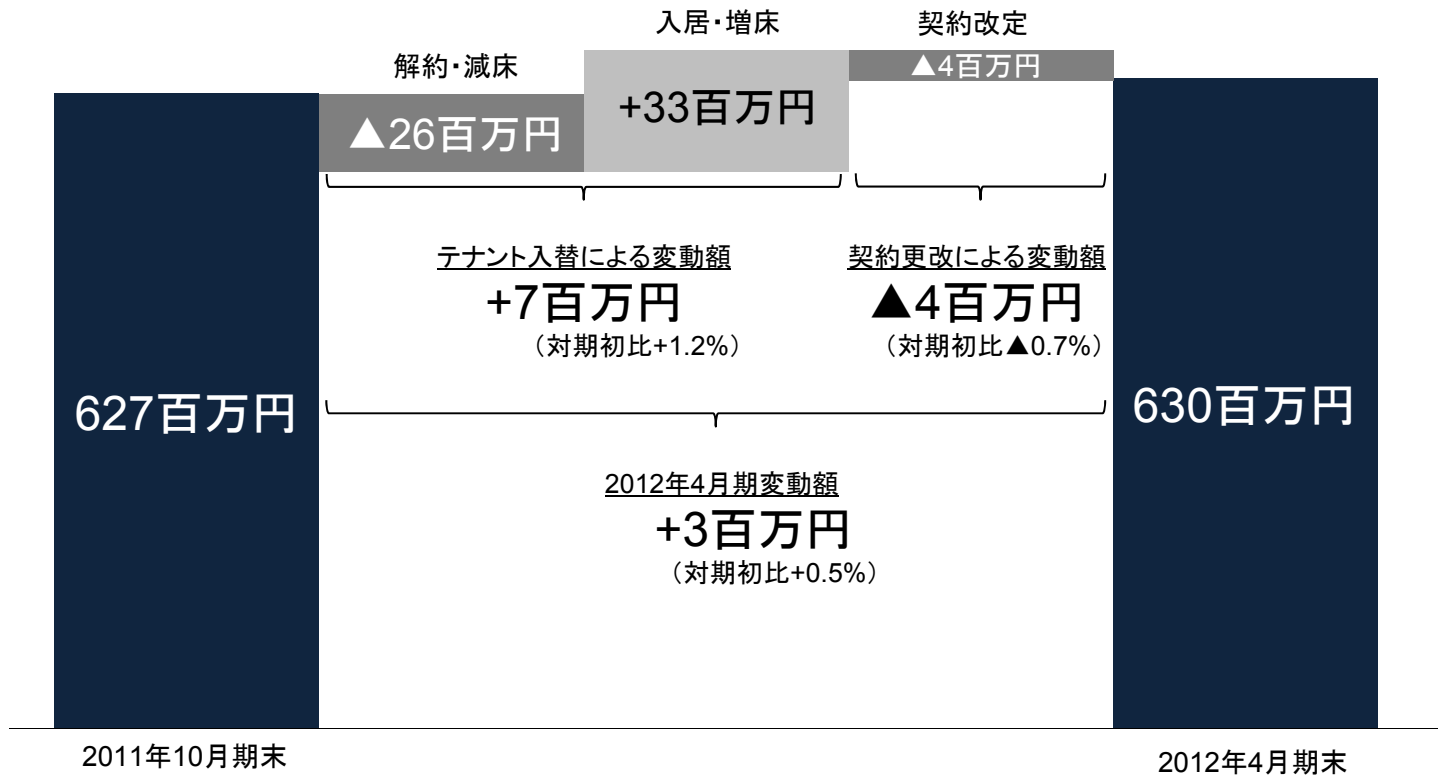 入居・増床
契約改定
解約・減床
▲4百万円
+33百万円
▲26百万円
テナント入替による変動額
+7百万円
（対期初比+1.2%）
契約更改による変動額
▲4百万円
（対期初比▲0.7%）
627百万円
630百万円
2012年4月期変動額
+3百万円
（対期初比+0.5%）
2011年10月期末
2012年4月期末